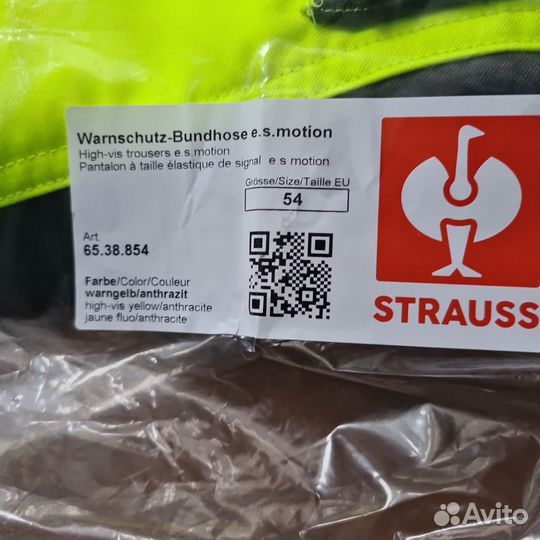 Warnschutz-Bundhose e.s.motion
High-vis trousers e.s.motion
Pantalon à taille élastique de signal e s motion
Grösse/Size/Taille EU
54
Art.
65.38.854
Farbe/Color/Couleur
warngelb/anthrazit
high-vis yellow/anthracite
jaune fluo/anthracite
STRAUSS
Avito